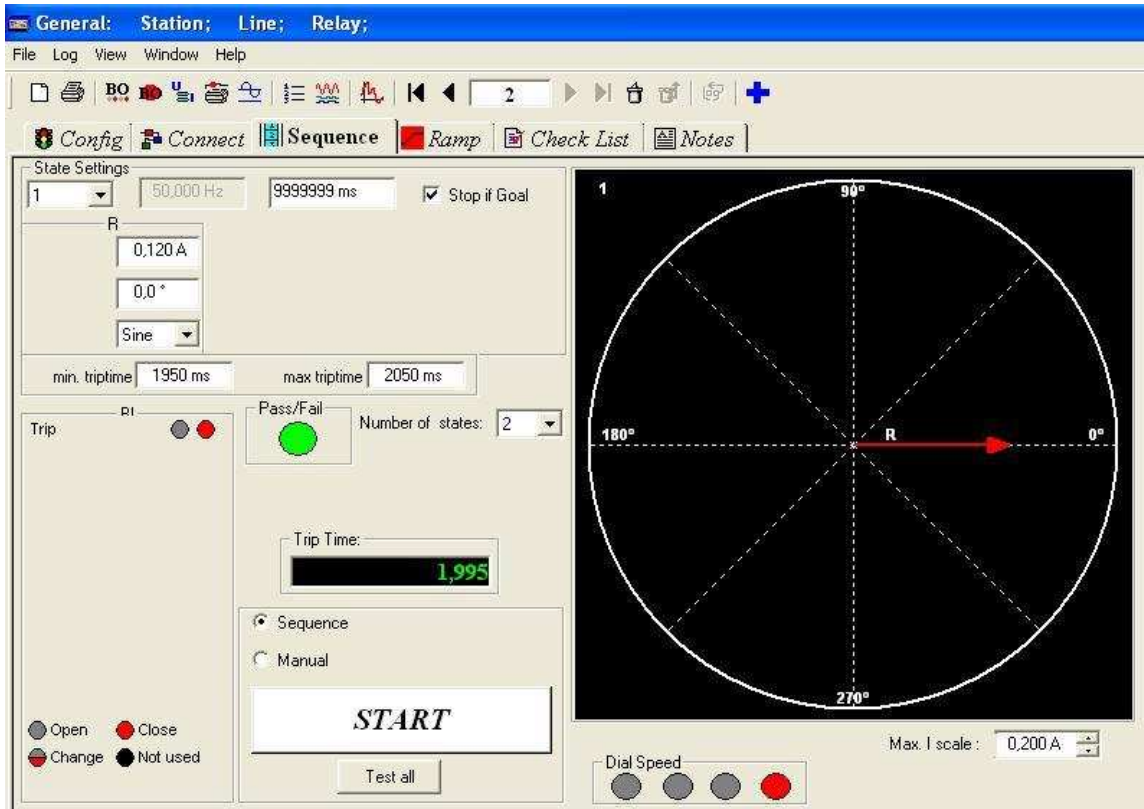 General: Station; Line; Relay;
File Log View Window Help
BO BO U I 2
Config Connect Sequence Ramp Check List Notes
State Settings
1 50,000 Hz 9999999 ms Stop if Goal
R
0,120 A
0,0 °
Sine
min. triptime 1950 ms max triptime 2050 ms
BI
Trip
Pass/Fail
Number of states: 2
Trip Time:
1,995
Sequence
Manual
START
Test all
Open Close
Change Not used
1
90°
180° R 0°
270°
Max. I scale : 0,200 A
Dial Speed